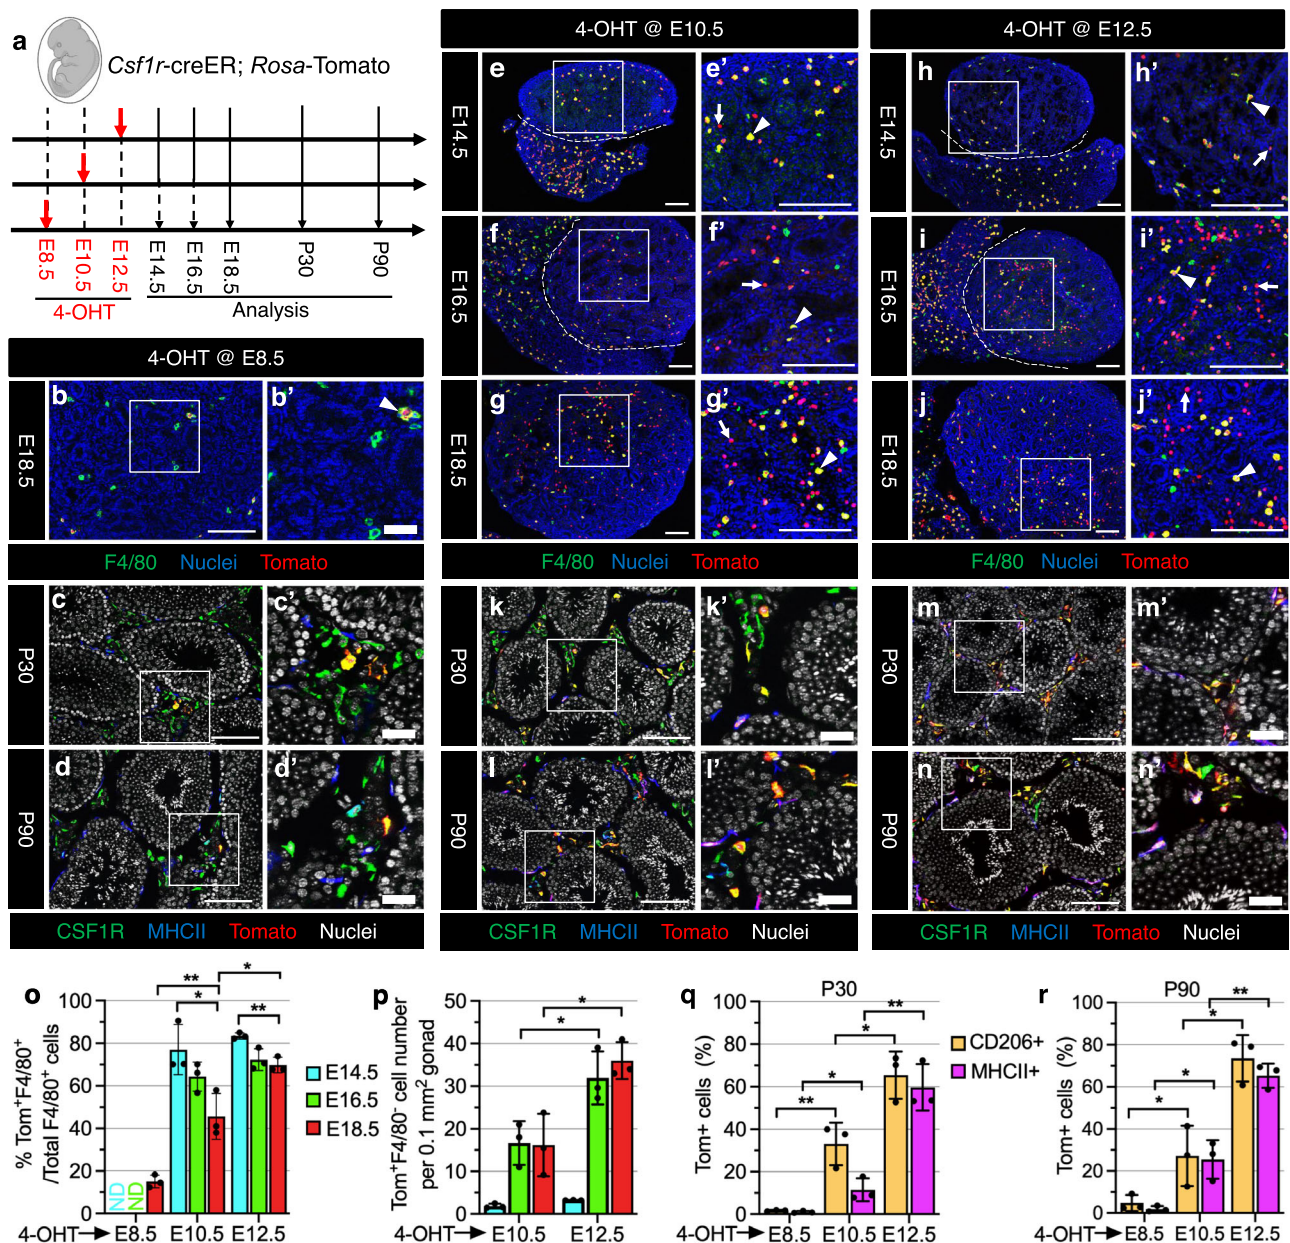 a
Csf1r-creER; Rosa-Tomato
E8.5 E10.5 E12.5 E14.5 E16.5 E18.5 P30 P90
4-OHT Analysis
4-OHT @ E8.5
E18.5
b b'
F4/80 Nuclei Tomato
P30
c c'
P90
d d'
CSF1R MHCII Tomato Nuclei
4-OHT @ E10.5
E14.5
e e'
E16.5
f f'
E18.5
g g'
F4/80 Nuclei Tomato
k k'
l l'
CSF1R MHCII Tomato Nuclei
4-OHT @ E12.5
E14.5
h h'
E16.5
i i'
E18.5
j j'
F4/80 Nuclei Tomato
P30
m m'
P90
n n'
CSF1R MHCII Tomato Nuclei
P30
P90
o
% Tom+F4/80+
/Total F4/80+ cells
100
80
60
40
20
0
ND ND
** * * **
4-OHT E8.5 E10.5 E12.5
E14.5
E16.5
E18.5
p
Tom+F4/80- cell number
per 0.1 mm2 gonad
50
40
30
20
10
0
* *
4-OHT E10.5 E12.5
q
P30
Tom+ cells (%)
100
80
60
40
20
0
** * * **
4-OHT E8.5 E10.5 E12.5
CD206+
MHCII+
r
P90
Tom+ cells (%)
100
80
60
40
20
0
* * * **
4-OHT E8.5 E10.5 E12.5